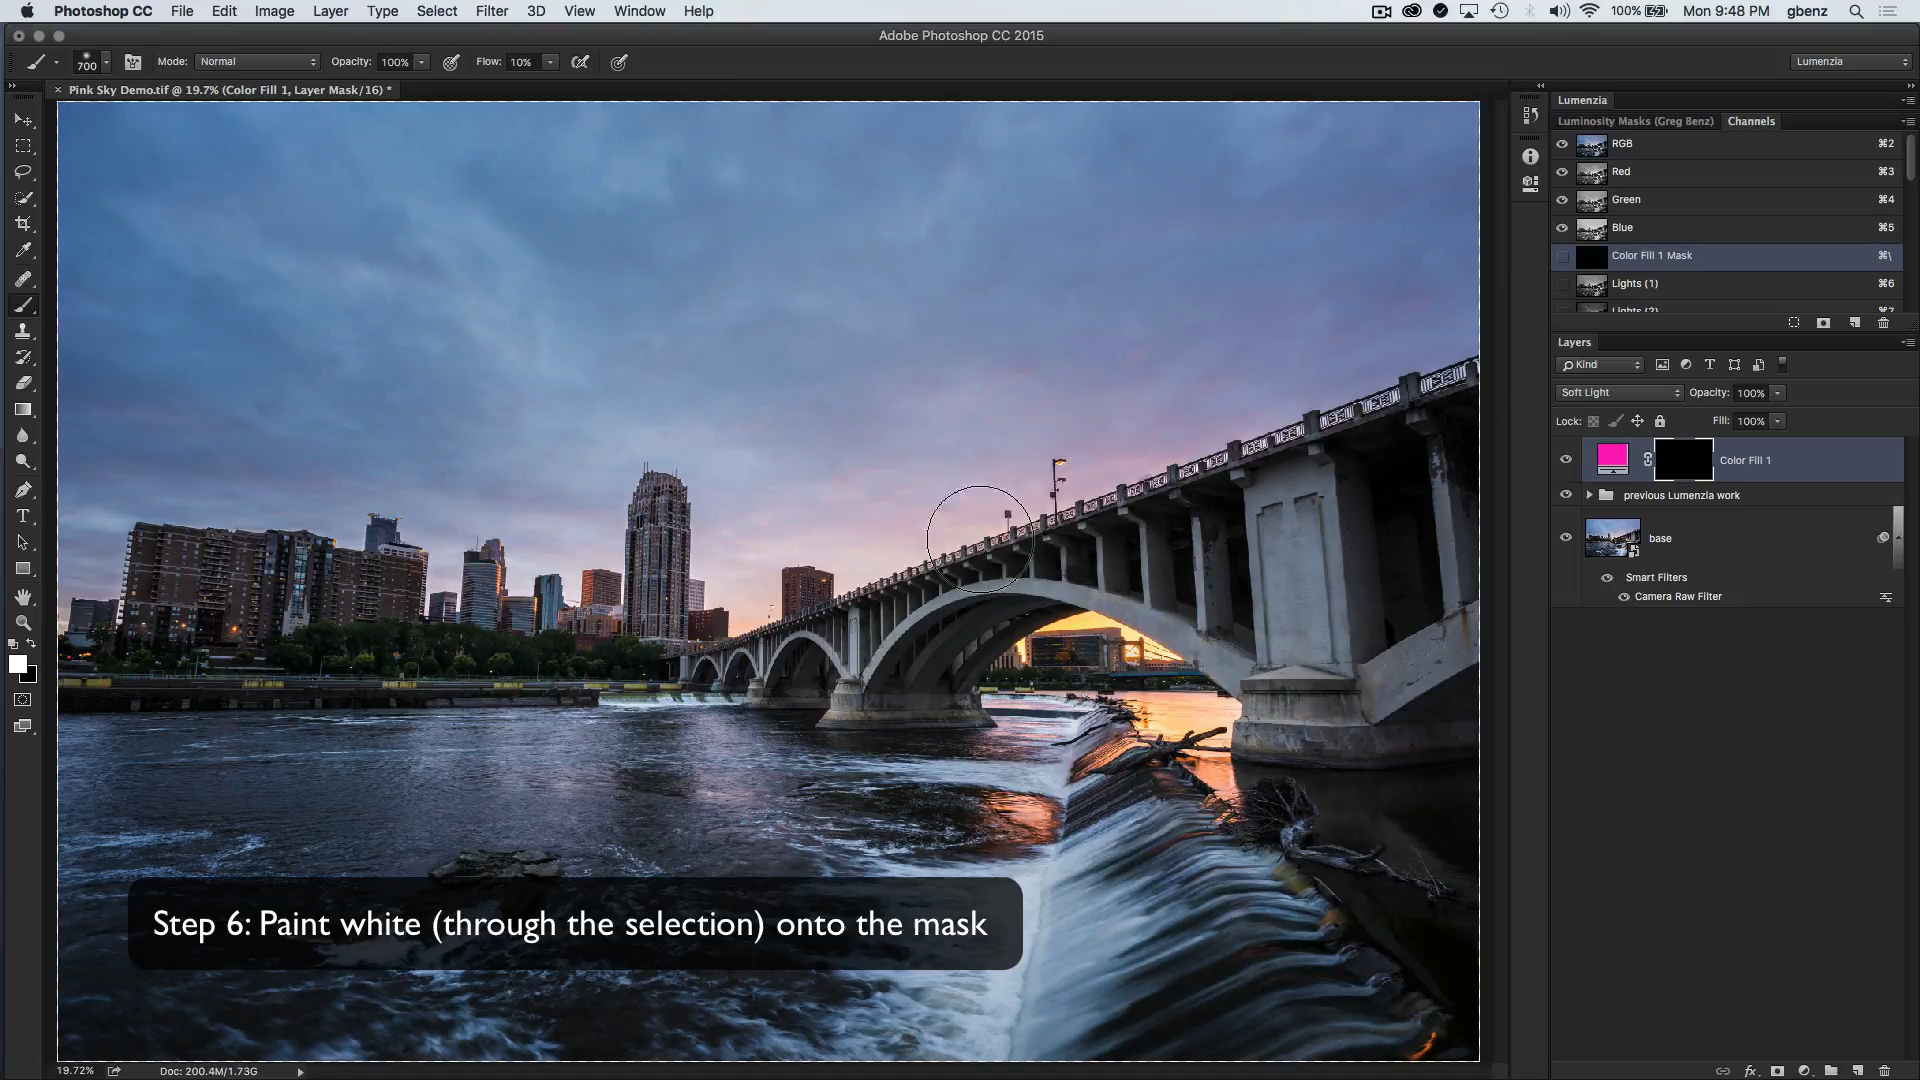 Photoshop CC File Edit Image Layer Type Select Filter 3D View Window Help 100% Mon 9:48 PM gbenz
Adobe Photoshop CC 2015
700 Mode: Normal Opacity: 100% Flow: 10% Lumenzia
× Pink Sky Demo.tif @ 19.7% (Color Fill 1, Layer Mask/16) *
Lumenzia
Luminosity Masks (Greg Benz) Channels
RGB ⌘2
Red ⌘3
Green ⌘4
Blue ⌘5
Color Fill 1 Mask ⌘\
Lights (1) ⌘6
Lights (2) ⌘7
Layers
Kind
Soft Light Opacity: 100%
Lock: Fill: 100%
Color Fill 1
previous Lumenzia work
base
Smart Filters
Camera Raw Filter
Step 6: Paint white (through the selection) onto the mask
19.72% Doc: 200.4M/1.73G
fx